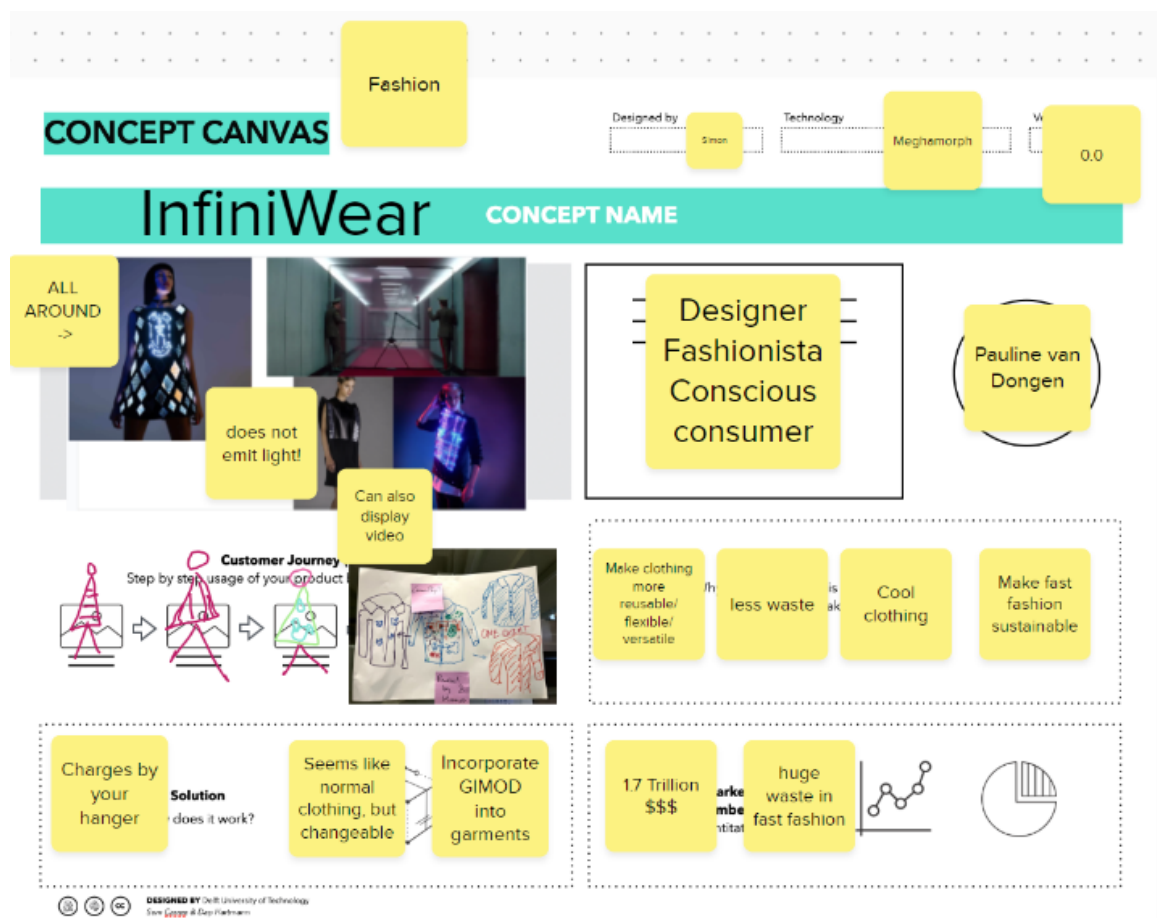 Fashion
CONCEPT CANVAS
Designed by
Simon
Technology
Meghamorph
Ve
0.0
InfiniWear
CONCEPT NAME
ALL
AROUND
->
does not
emit light!
Can also
display
video
Designer
Fashionista
Conscious
consumer
Pauline van
Dongen
Customer Journey
Step by step usage of your product
Make clothing
more
reusable/
flexible/
versatile
less waste
Cool
clothing
Make fast
fashion
sustainable
Charges by
your
hanger
Solution
does it work?
Seems like
normal
clothing, but
changeable
Incorporate
GIMOD
into
garments
1.7 Trillion
$$$
huge
waste in
fast fashion
DESIGNED BY Delft University of Technology